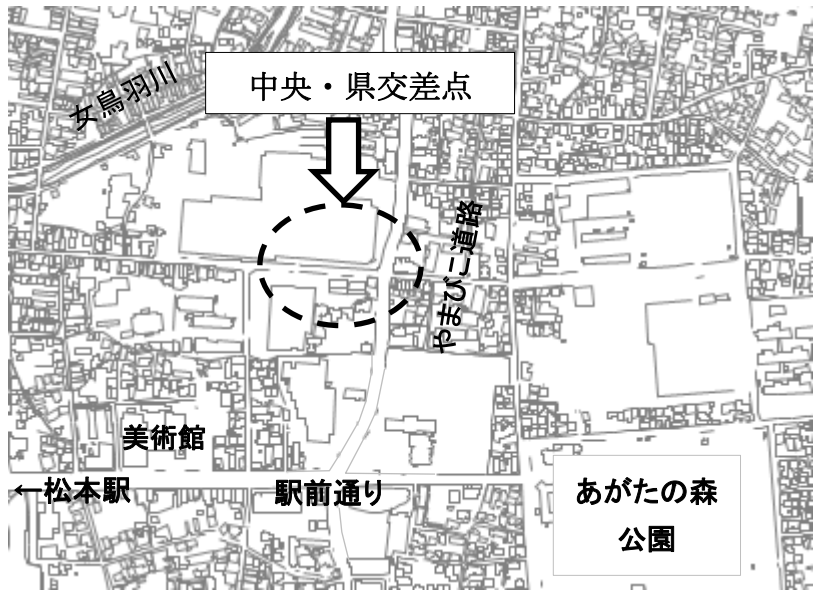 女鳥羽川
中央・県交差点
やまびこ道路
美術館
←松本駅
駅前通り
あがたの森
公園